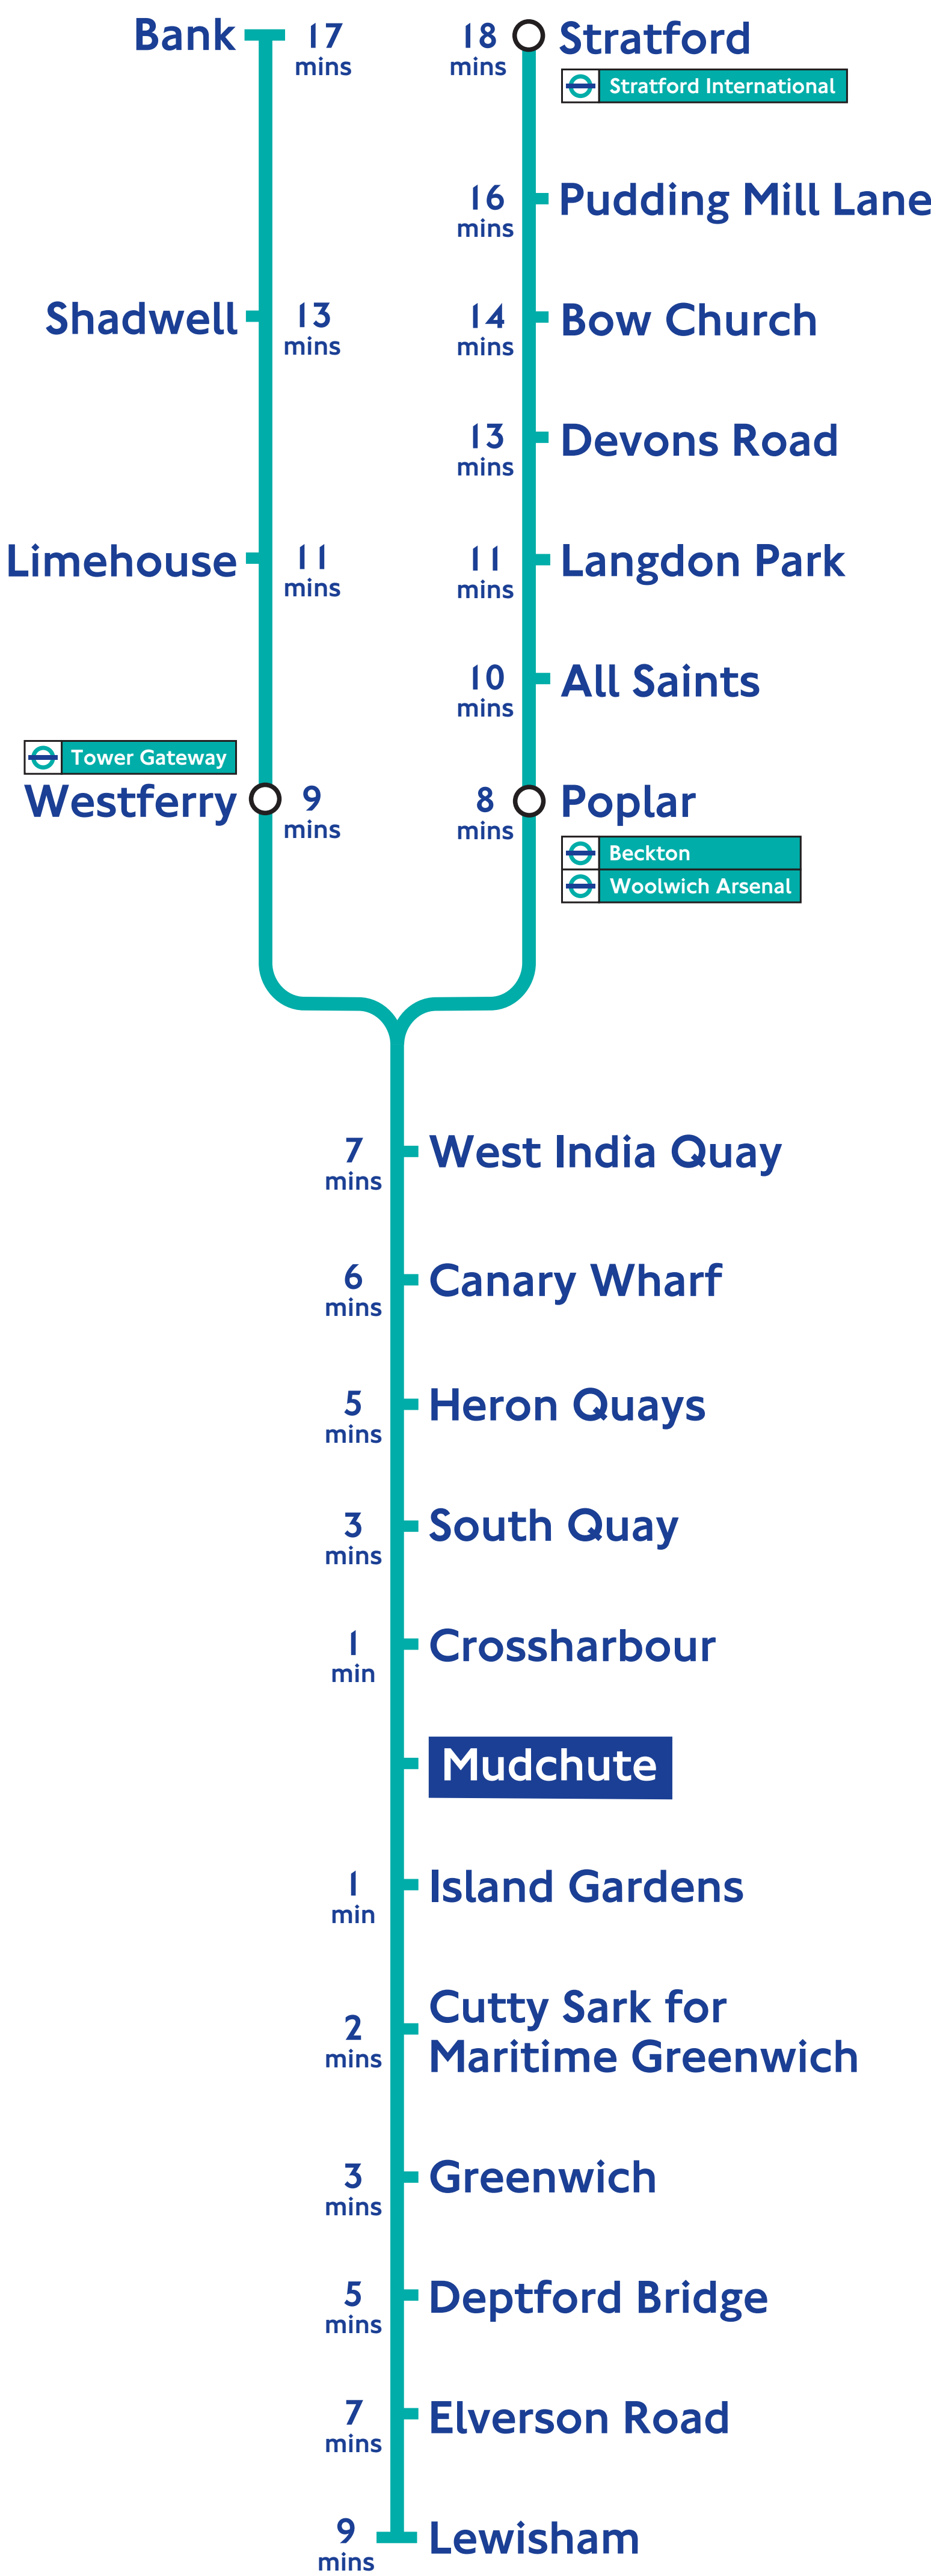 Bank
17
mins
Shadwell
13
mins
Limehouse
11
mins
Tower Gateway
Westferry
9
mins
18
mins
Stratford
Stratford International
16
mins
Pudding Mill Lane
14
mins
Bow Church
13
mins
Devons Road
11
mins
Langdon Park
10
mins
All Saints
8
mins
Poplar
Beckton
Woolwich Arsenal
7
mins
West India Quay
6
mins
Canary Wharf
5
mins
Heron Quays
3
mins
South Quay
1
min
Crossharbour
Mudchute
1
min
Island Gardens
2
mins
Cutty Sark for
Maritime Greenwich
3
mins
Greenwich
5
mins
Deptford Bridge
7
mins
Elverson Road
9
mins
Lewisham